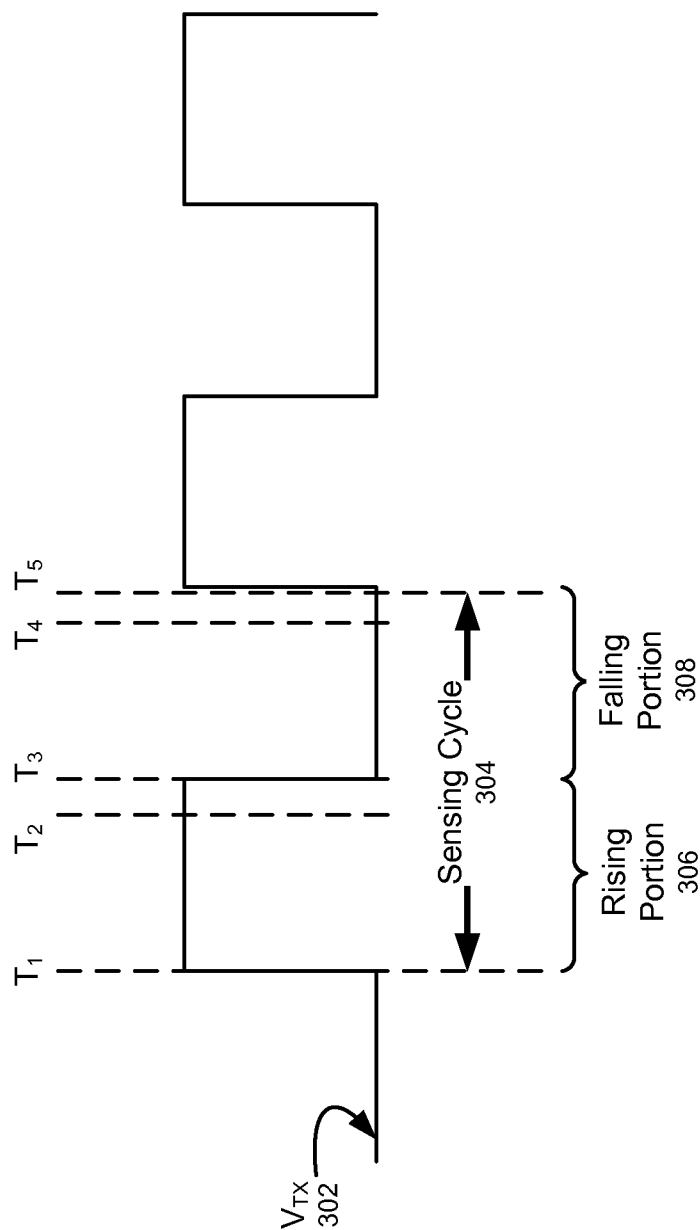 T1
T2
T3
T4
T5
VTX
302
Sensing Cycle
304
Rising
Portion
306
Falling
Portion
308